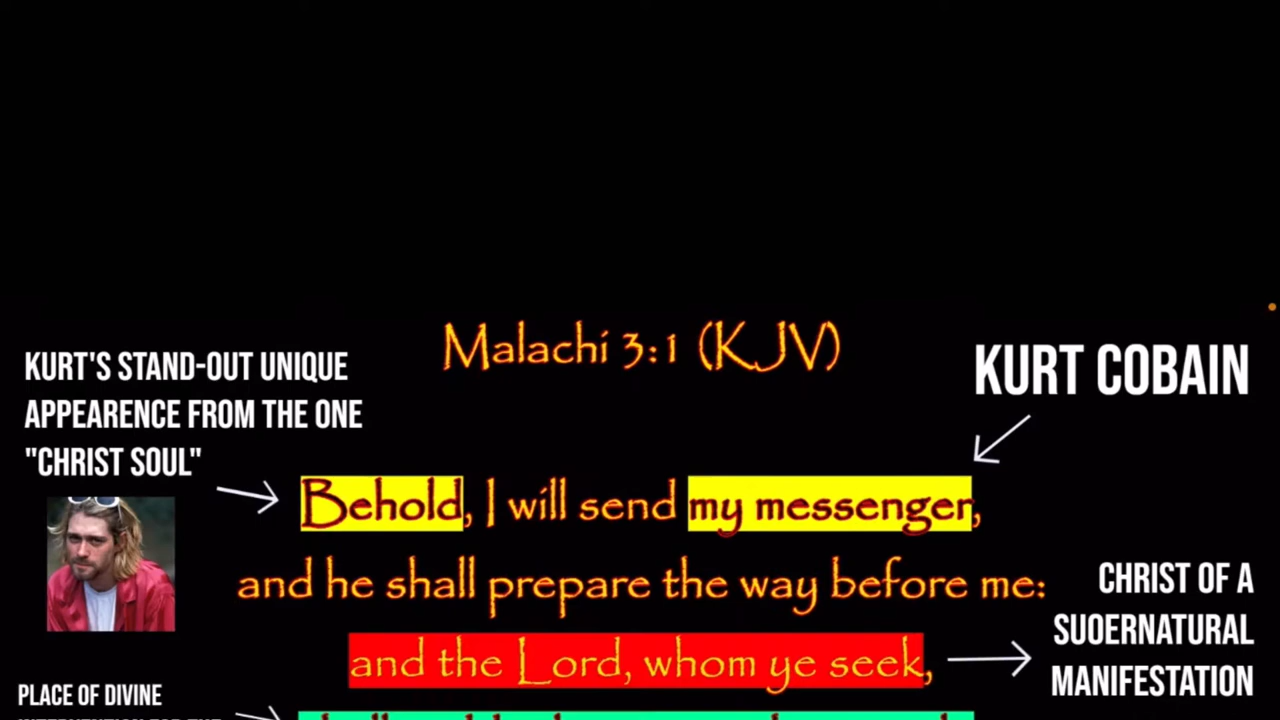 Malachi 3:1 (KJV)
KURT'S STAND-OUT UNIQUE
APPEARENCE FROM THE ONE
"CHRIST SOUL"
KURT COBAIN
Behold, I will send my messenger,
and he shall prepare the way before me:
and the Lord, whom ye seek,
CHRIST OF A
SUOERNATURAL
MANIFESTATION
PLACE OF DIVINE